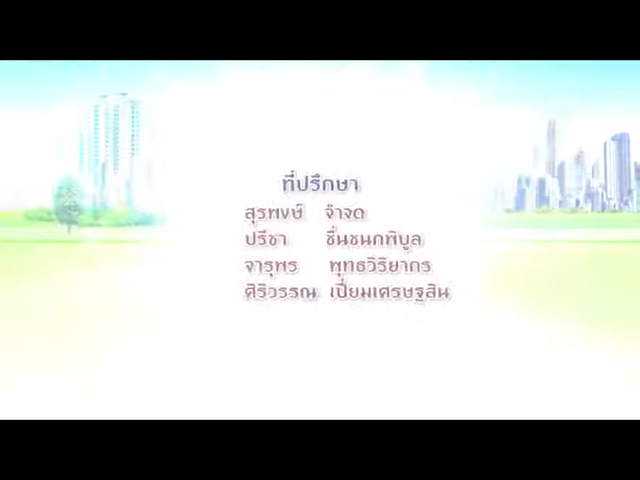 ที่ปรึกษา
สุรพงษ์ จำจด
ปรีชา ชื่นชนกพิบูล
จารุพร พุทธวิริยากร
ศิริวรรณ เปี่ยมเศรษฐสิน